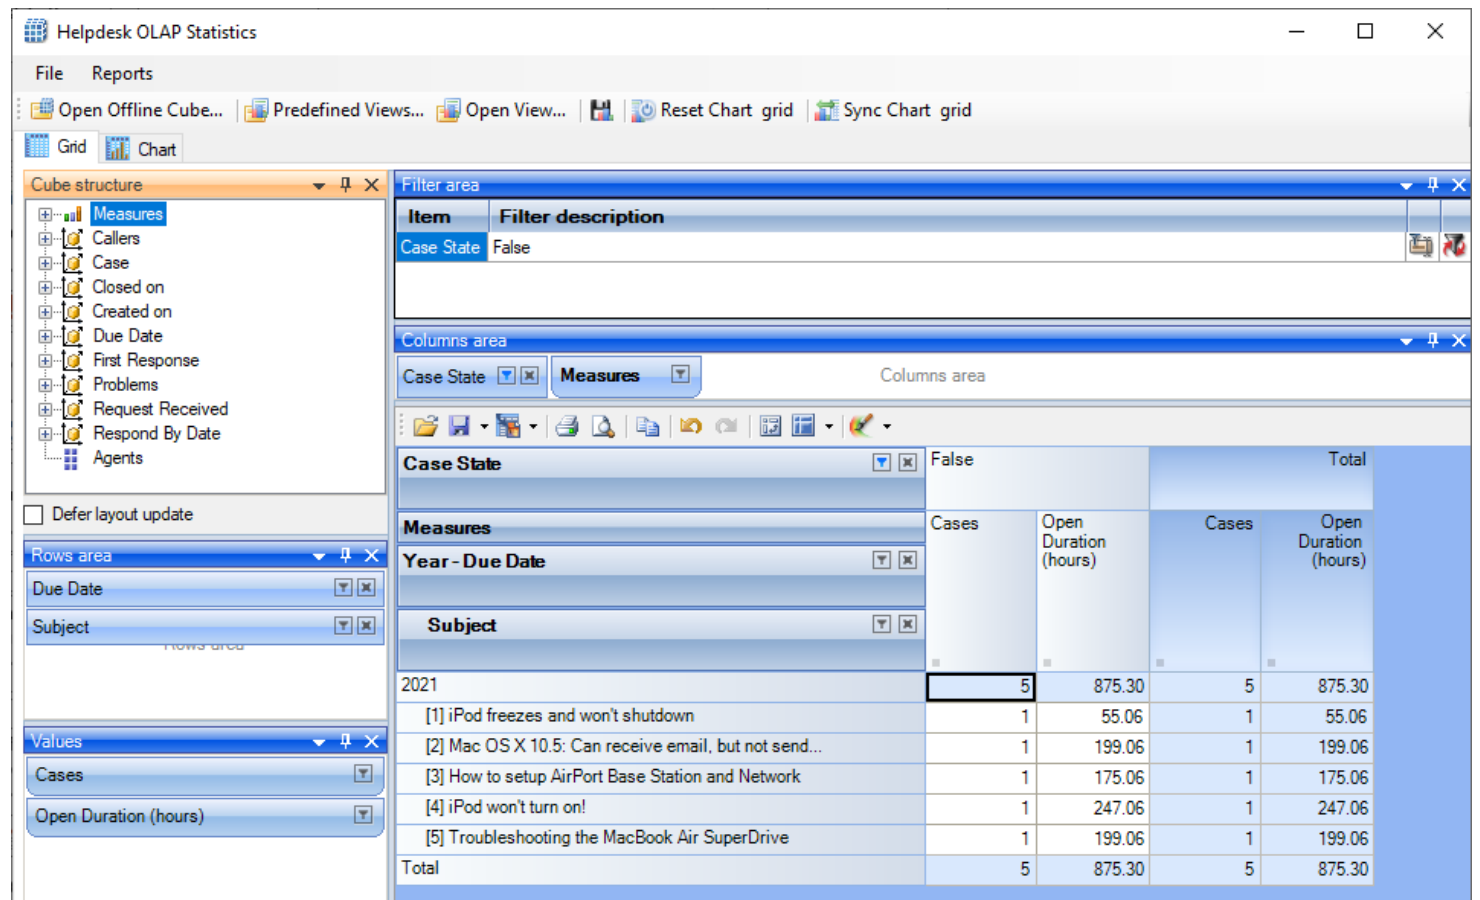 Helpdesk OLAP Statistics
File Reports
Open Offline Cube... Predefined Views... Open View... Reset Chart grid Sync Chart grid
Grid Chart
Cube structure
Measures
Callers
Case
Closed on
Created on
Due Date
First Response
Problems
Request Received
Respond By Date
Agents
Defer layout update
Rows area
Due Date
Subject
Rows area
Values
Cases
Open Duration (hours)
Filter area
Item Filter description
Case State False
Columns area
Case State Measures Columns area
Case State False Total
Measures Cases Open Duration (hours) Cases Open Duration (hours)
Year - Due Date
Subject
2021 5 875.30 5 875.30
[1] iPod freezes and won't shutdown 1 55.06 1 55.06
[2] Mac OS X 10.5: Can receive email, but not send... 1 199.06 1 199.06
[3] How to setup AirPort Base Station and Network 1 175.06 1 175.06
[4] iPod won't turn on! 1 247.06 1 247.06
[5] Troubleshooting the MacBook Air SuperDrive 1 199.06 1 199.06
Total 5 875.30 5 875.30